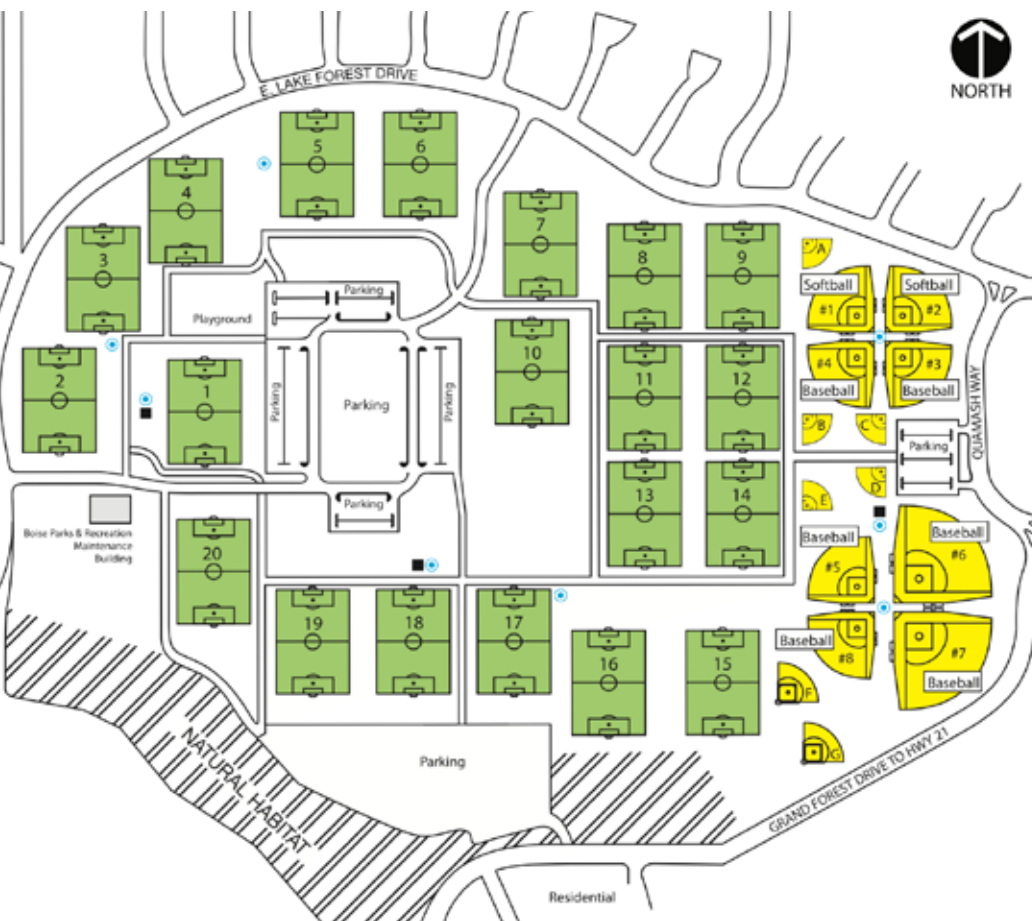 NORTH
E. LAKE FOREST DRIVE
5
6
4
7
3
8
9
A
Softball
Softball
#1
#2
Parking
Playground
2
1
10
11
12
#4
#3
Baseball
Baseball
QUAMASH WAY
Parking
Parking
Parking
B
C
Parking
D
E
Parking
13
14
Boise Parks & Recreation
Maintenance
Building
20
Baseball
Baseball
#5
#6
19
18
17
16
15
Baseball
#8
#7
Baseball
F
G
NATURAL HABITAT
Parking
GRAND FOREST DRIVE TO HWY 21
Residential